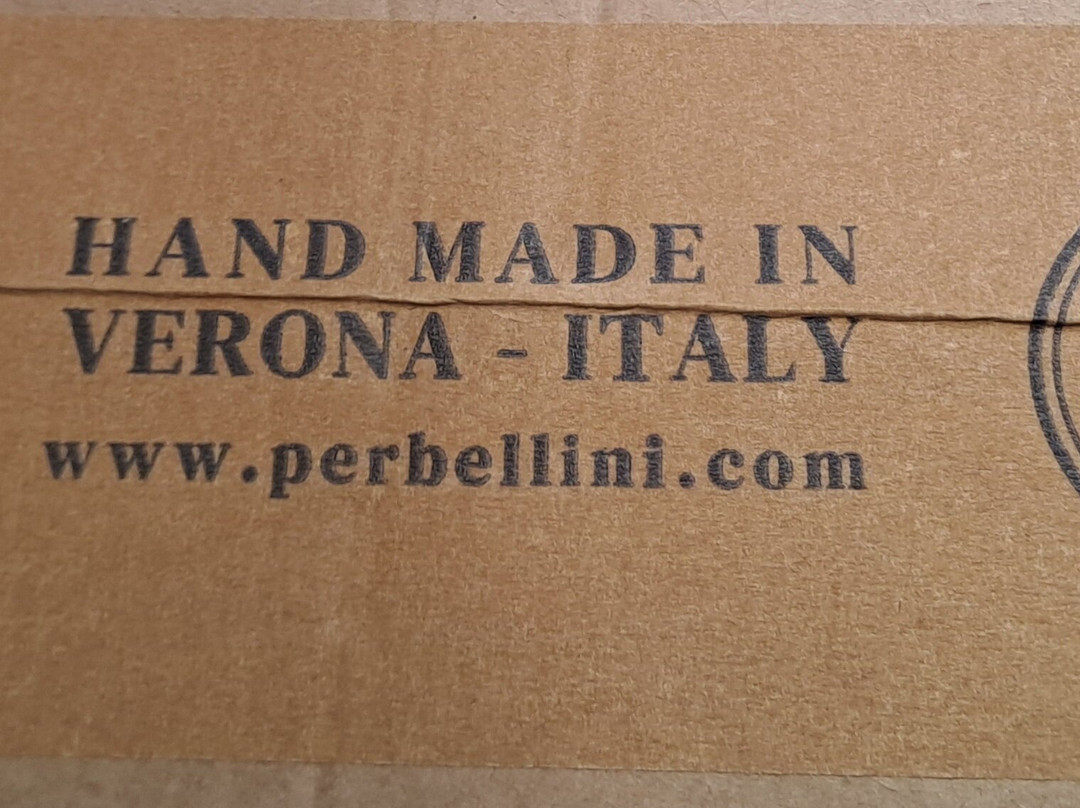 HAND MADE IN
VERONA - ITALY
www.perbellini.com